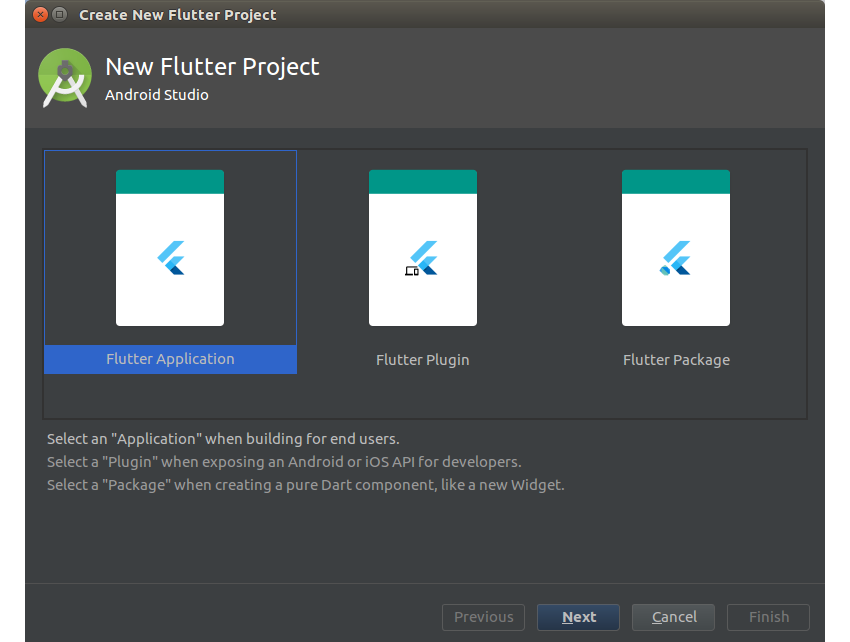 Create New Flutter Project
New Flutter Project
Android Studio
Flutter Application
Flutter Plugin
Flutter Package
Select an "Application" when building for end users.
Select a "Plugin" when exposing an Android or iOS API for developers.
Select a "Package" when creating a pure Dart component, like a new Widget.
Previous
Next
Cancel
Finish